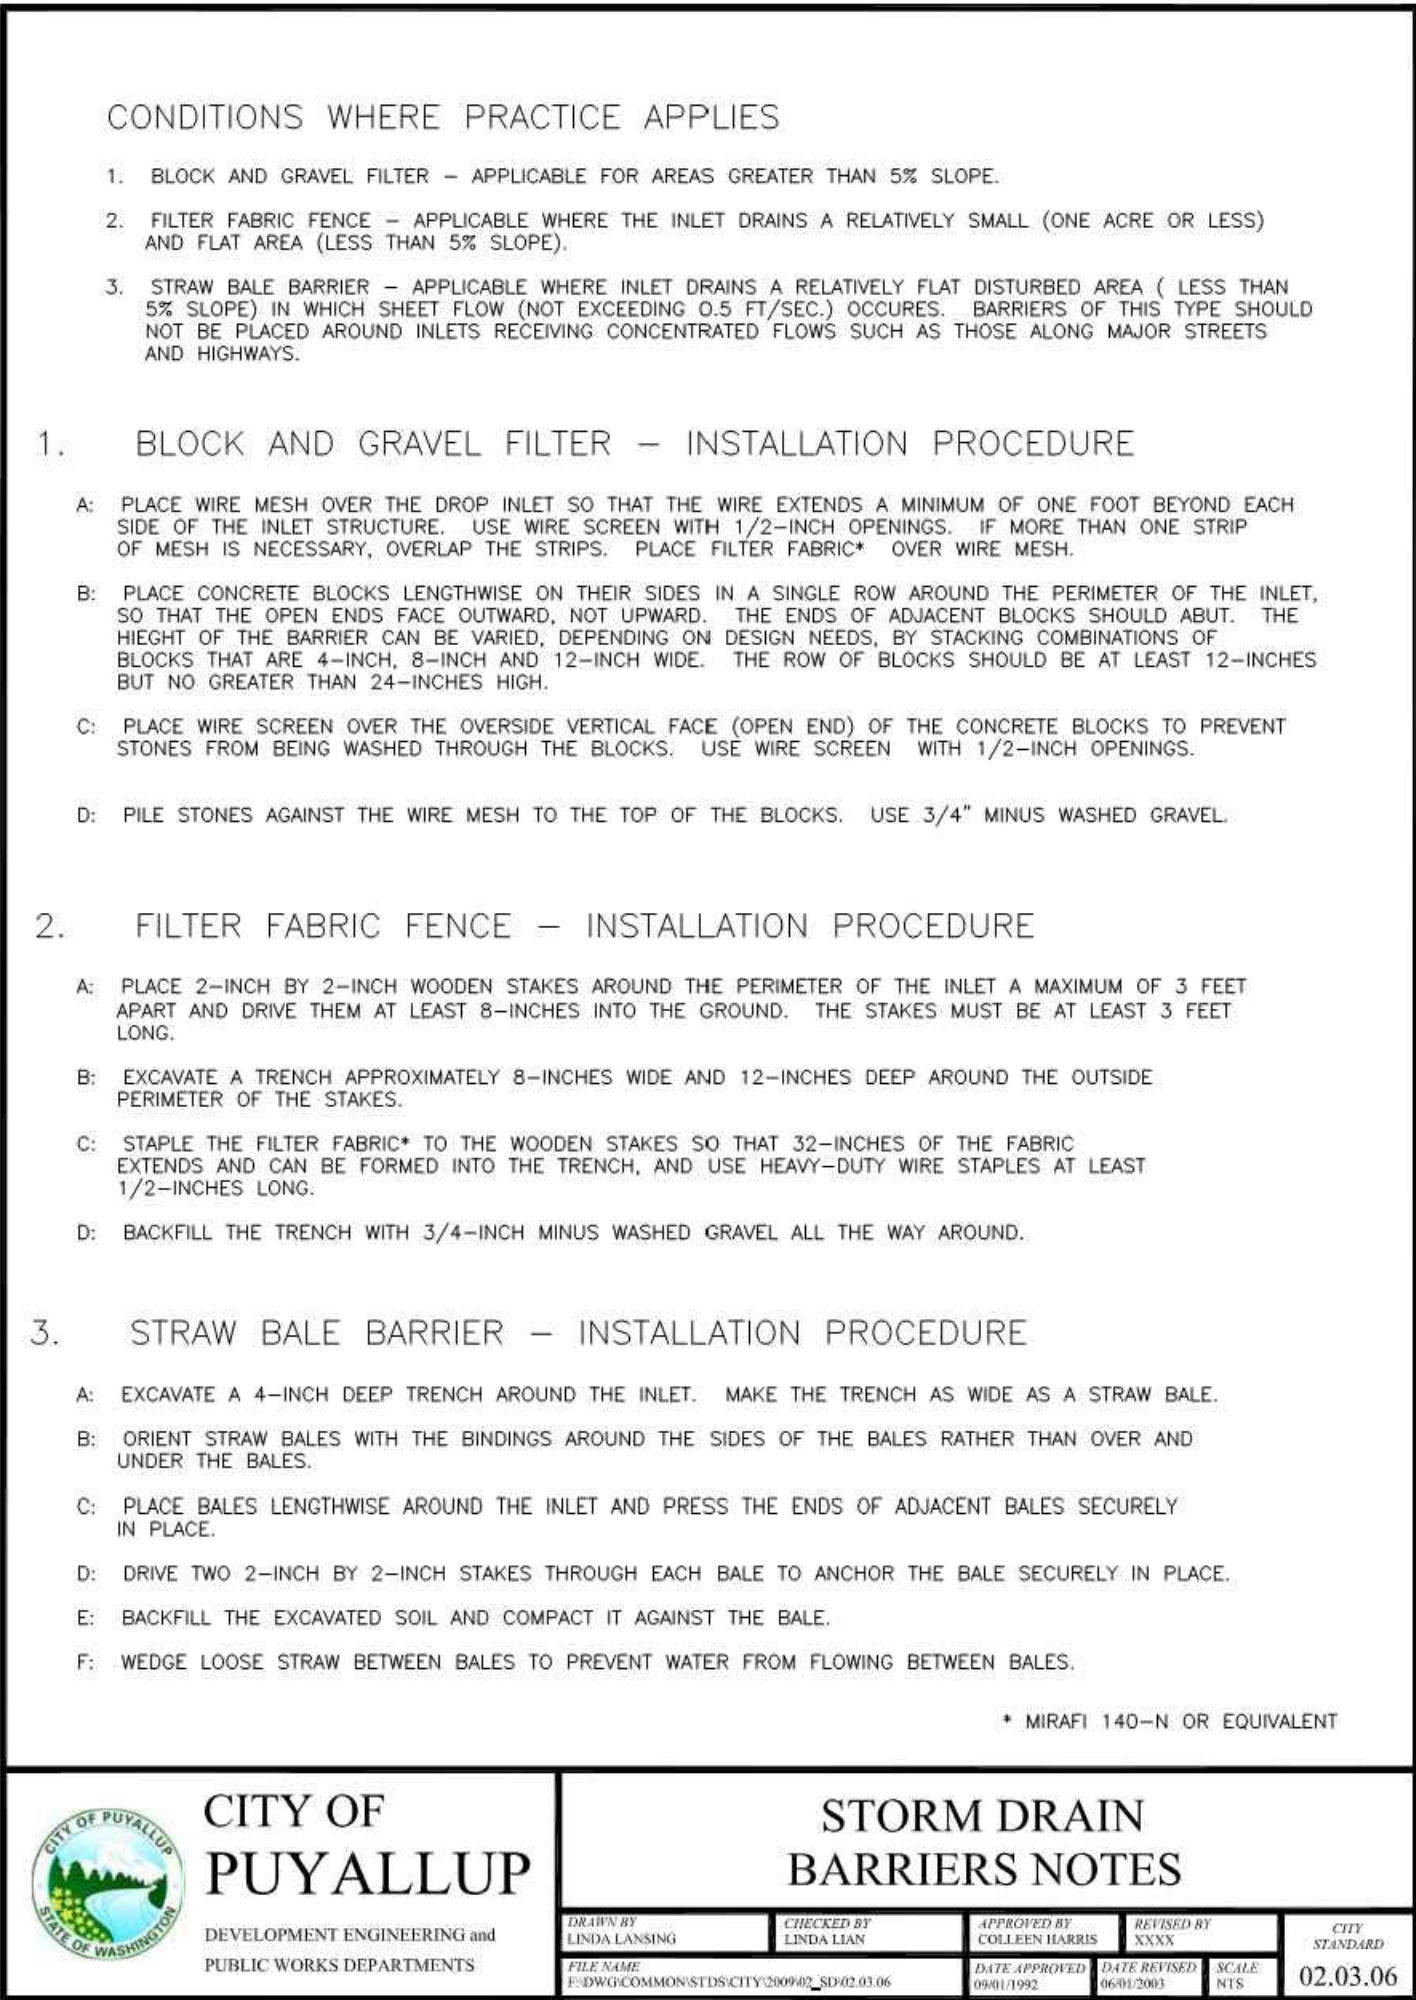 CONDITIONS WHERE PRACTICE APPLIES
1. BLOCK AND GRAVEL FILTER – APPLICABLE FOR AREAS GREATER THAN 5% SLOPE.
2. FILTER FABRIC FENCE – APPLICABLE WHERE THE INLET DRAINS A RELATIVELY SMALL (ONE ACRE OR LESS)
AND FLAT AREA (LESS THAN 5% SLOPE).
3. STRAW BALE BARRIER – APPLICABLE WHERE INLET DRAINS A RELATIVELY FLAT DISTURBED AREA ( LESS THAN
5% SLOPE) IN WHICH SHEET FLOW (NOT EXCEEDING 0.5 FT/SEC.) OCCURES. BARRIERS OF THIS TYPE SHOULD
NOT BE PLACED AROUND INLETS RECEIVING CONCENTRATED FLOWS SUCH AS THOSE ALONG MAJOR STREETS
AND HIGHWAYS.
1. BLOCK AND GRAVEL FILTER – INSTALLATION PROCEDURE
A: PLACE WIRE MESH OVER THE DROP INLET SO THAT THE WIRE EXTENDS A MINIMUM OF ONE FOOT BEYOND EACH
SIDE OF THE INLET STRUCTURE. USE WIRE SCREEN WITH 1/2–INCH OPENINGS. IF MORE THAN ONE STRIP
OF MESH IS NECESSARY, OVERLAP THE STRIPS. PLACE FILTER FABRIC* OVER WIRE MESH.
B: PLACE CONCRETE BLOCKS LENGTHWISE ON THEIR SIDES IN A SINGLE ROW AROUND THE PERIMETER OF THE INLET,
SO THAT THE OPEN ENDS FACE OUTWARD, NOT UPWARD. THE ENDS OF ADJACENT BLOCKS SHOULD ABUT. THE
HIEGHT OF THE BARRIER CAN BE VARIED, DEPENDING ON DESIGN NEEDS, BY STACKING COMBINATIONS OF
BLOCKS THAT ARE 4–INCH, 8–INCH AND 12–INCH WIDE. THE ROW OF BLOCKS SHOULD BE AT LEAST 12–INCHES
BUT NO GREATER THAN 24–INCHES HIGH.
C: PLACE WIRE SCREEN OVER THE OVERSIDE VERTICAL FACE (OPEN END) OF THE CONCRETE BLOCKS TO PREVENT
STONES FROM BEING WASHED THROUGH THE BLOCKS. USE WIRE SCREEN WITH 1/2–INCH OPENINGS.
D: PILE STONES AGAINST THE WIRE MESH TO THE TOP OF THE BLOCKS. USE 3/4" MINUS WASHED GRAVEL.
2. FILTER FABRIC FENCE – INSTALLATION PROCEDURE
A: PLACE 2–INCH BY 2–INCH WOODEN STAKES AROUND THE PERIMETER OF THE INLET A MAXIMUM OF 3 FEET
APART AND DRIVE THEM AT LEAST 8–INCHES INTO THE GROUND. THE STAKES MUST BE AT LEAST 3 FEET
LONG.
B: EXCAVATE A TRENCH APPROXIMATELY 8–INCHES WIDE AND 12–INCHES DEEP AROUND THE OUTSIDE
PERIMETER OF THE STAKES.
C: STAPLE THE FILTER FABRIC* TO THE WOODEN STAKES SO THAT 32–INCHES OF THE FABRIC
EXTENDS AND CAN BE FORMED INTO THE TRENCH, AND USE HEAVY–DUTY WIRE STAPLES AT LEAST
1/2–INCHES LONG.
D: BACKFILL THE TRENCH WITH 3/4–INCH MINUS WASHED GRAVEL ALL THE WAY AROUND.
3. STRAW BALE BARRIER – INSTALLATION PROCEDURE
A: EXCAVATE A 4–INCH DEEP TRENCH AROUND THE INLET. MAKE THE TRENCH AS WIDE AS A STRAW BALE.
B: ORIENT STRAW BALES WITH THE BINDINGS AROUND THE SIDES OF THE BALES RATHER THAN OVER AND
UNDER THE BALES.
C: PLACE BALES LENGTHWISE AROUND THE INLET AND PRESS THE ENDS OF ADJACENT BALES SECURELY
IN PLACE.
D: DRIVE TWO 2–INCH BY 2–INCH STAKES THROUGH EACH BALE TO ANCHOR THE BALE SECURELY IN PLACE.
E: BACKFILL THE EXCAVATED SOIL AND COMPACT IT AGAINST THE BALE.
F: WEDGE LOOSE STRAW BETWEEN BALES TO PREVENT WATER FROM FLOWING BETWEEN BALES.
* MIRAFI 140–N OR EQUIVALENT
CITY OF PUYALLUP
STATE OF WASHINGTON
CITY OF
PUYALLUP
DEVELOPMENT ENGINEERING and
PUBLIC WORKS DEPARTMENTS
STORM DRAIN
BARRIERS NOTES
DRAWN BY
LINDA LANSING
CHECKED BY
LINDA LIAN
APPROVED BY
COLLEEN HARRIS
REVISED BY
XXXX
FILE NAME
F:\DWG\COMMON\STDS\CITY\2009\02_SD\02.03.06
DATE APPROVED
09/01/1992
DATE REVISED
06/01/2003
SCALE
NTS
CITY
STANDARD
02.03.06